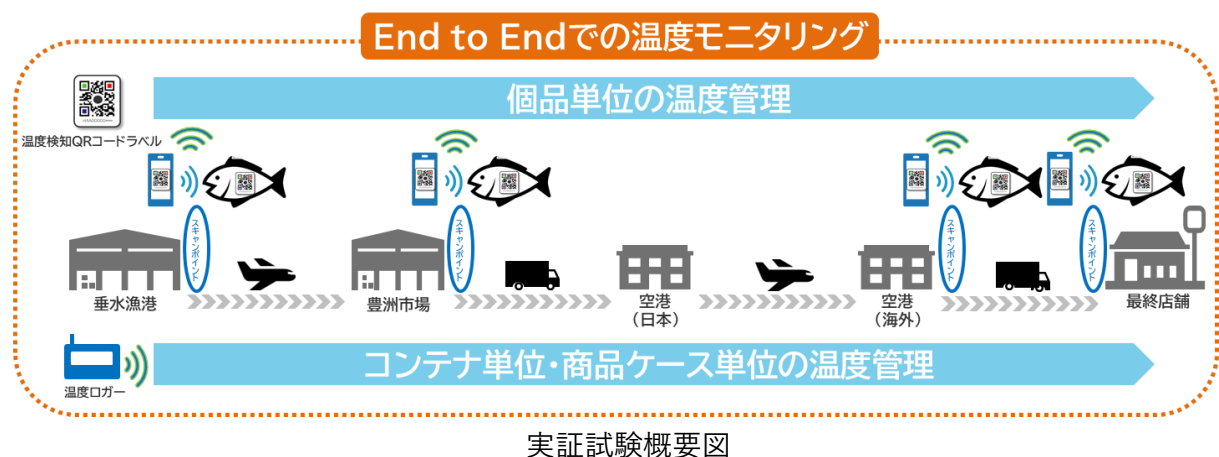 End to Endでの温度モニタリング
個品単位の温度管理
温度検知QRコードラベル
スキャンポイント
スキャンポイント
スキャンポイント
スキャンポイント
垂水漁港
豊洲市場
空港
（日本）
空港
（海外）
最終店舗
コンテナ単位・商品ケース単位の温度管理
温度ロガー
実証試験概要図